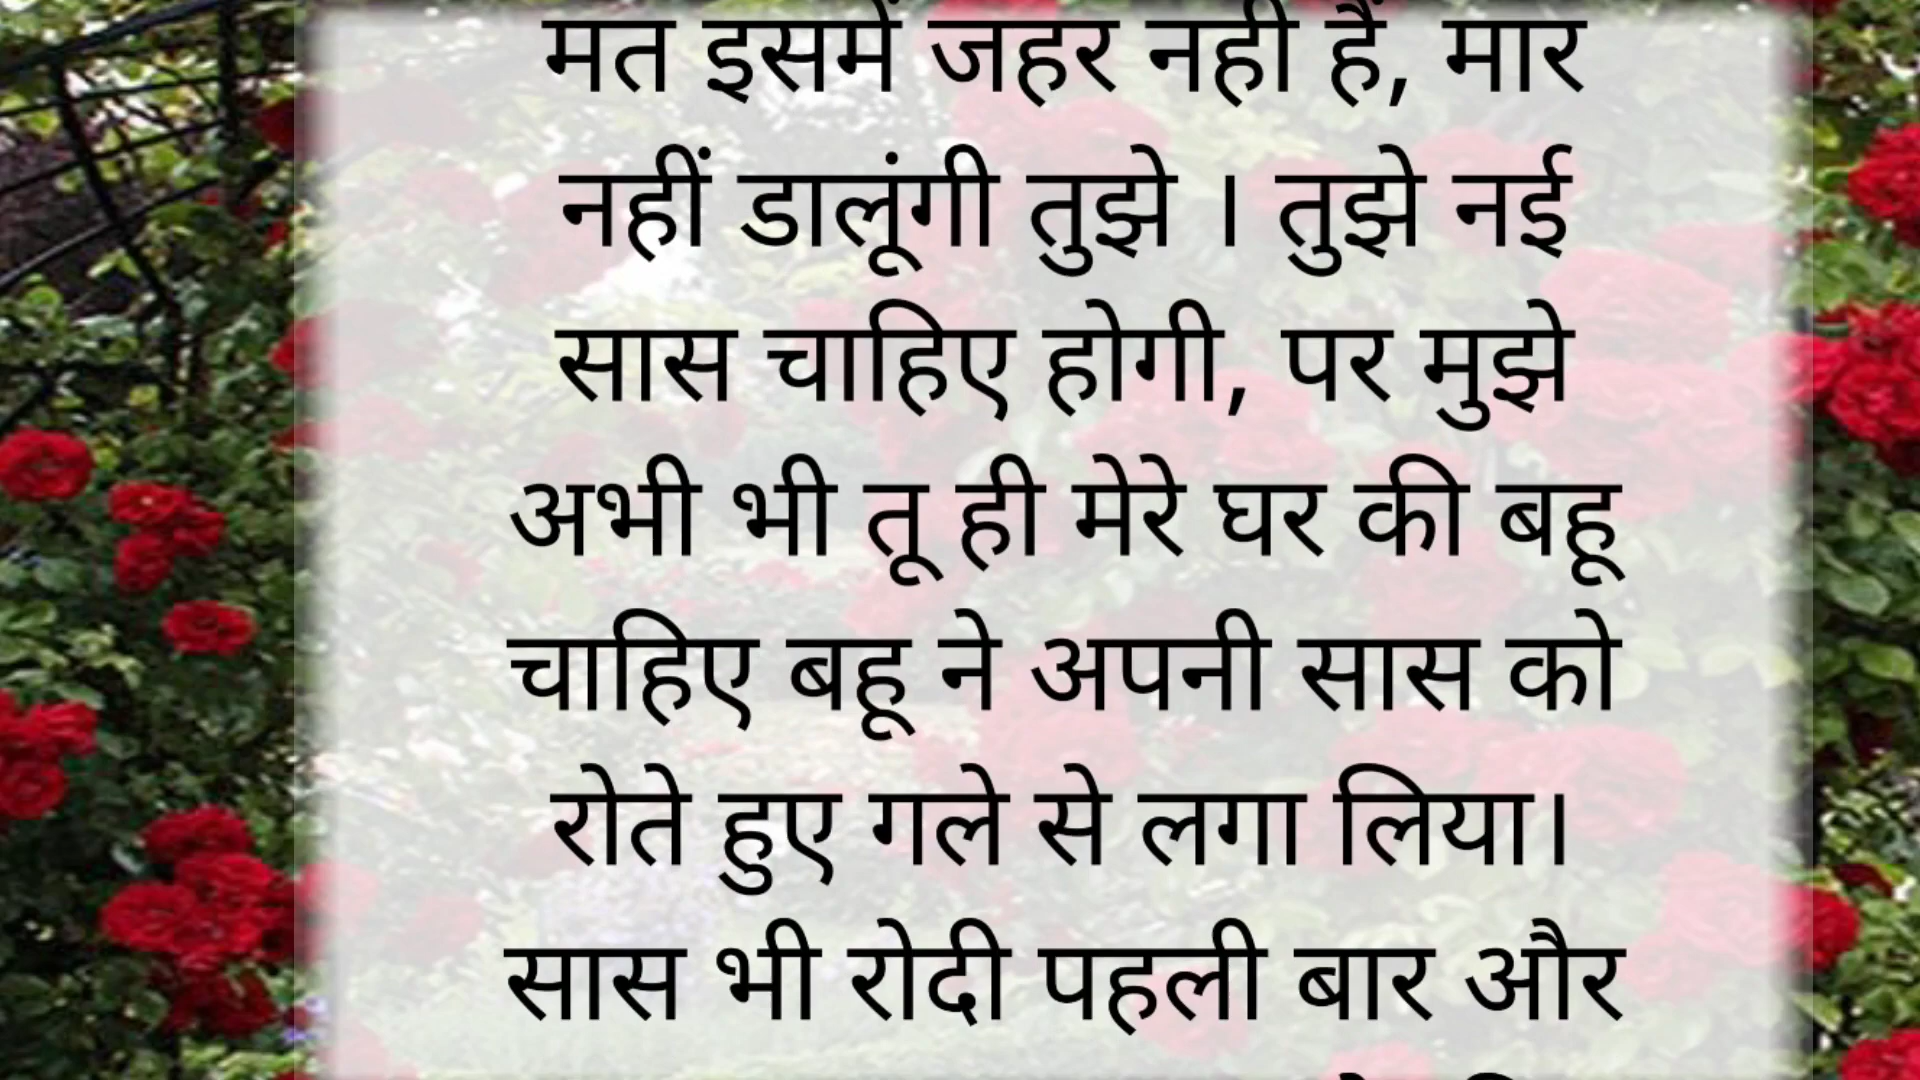 मत इसमें जहर नहीं हैं, मार
नहीं डालूंगी तुझे । तुझे नई
सास चाहिए होगी, पर मुझे
अभी भी तू ही मेरे घर की बहू
चाहिए बहू ने अपनी सास को
रोते हुए गले से लगा लिया।
सास भी रोदी पहली बार और